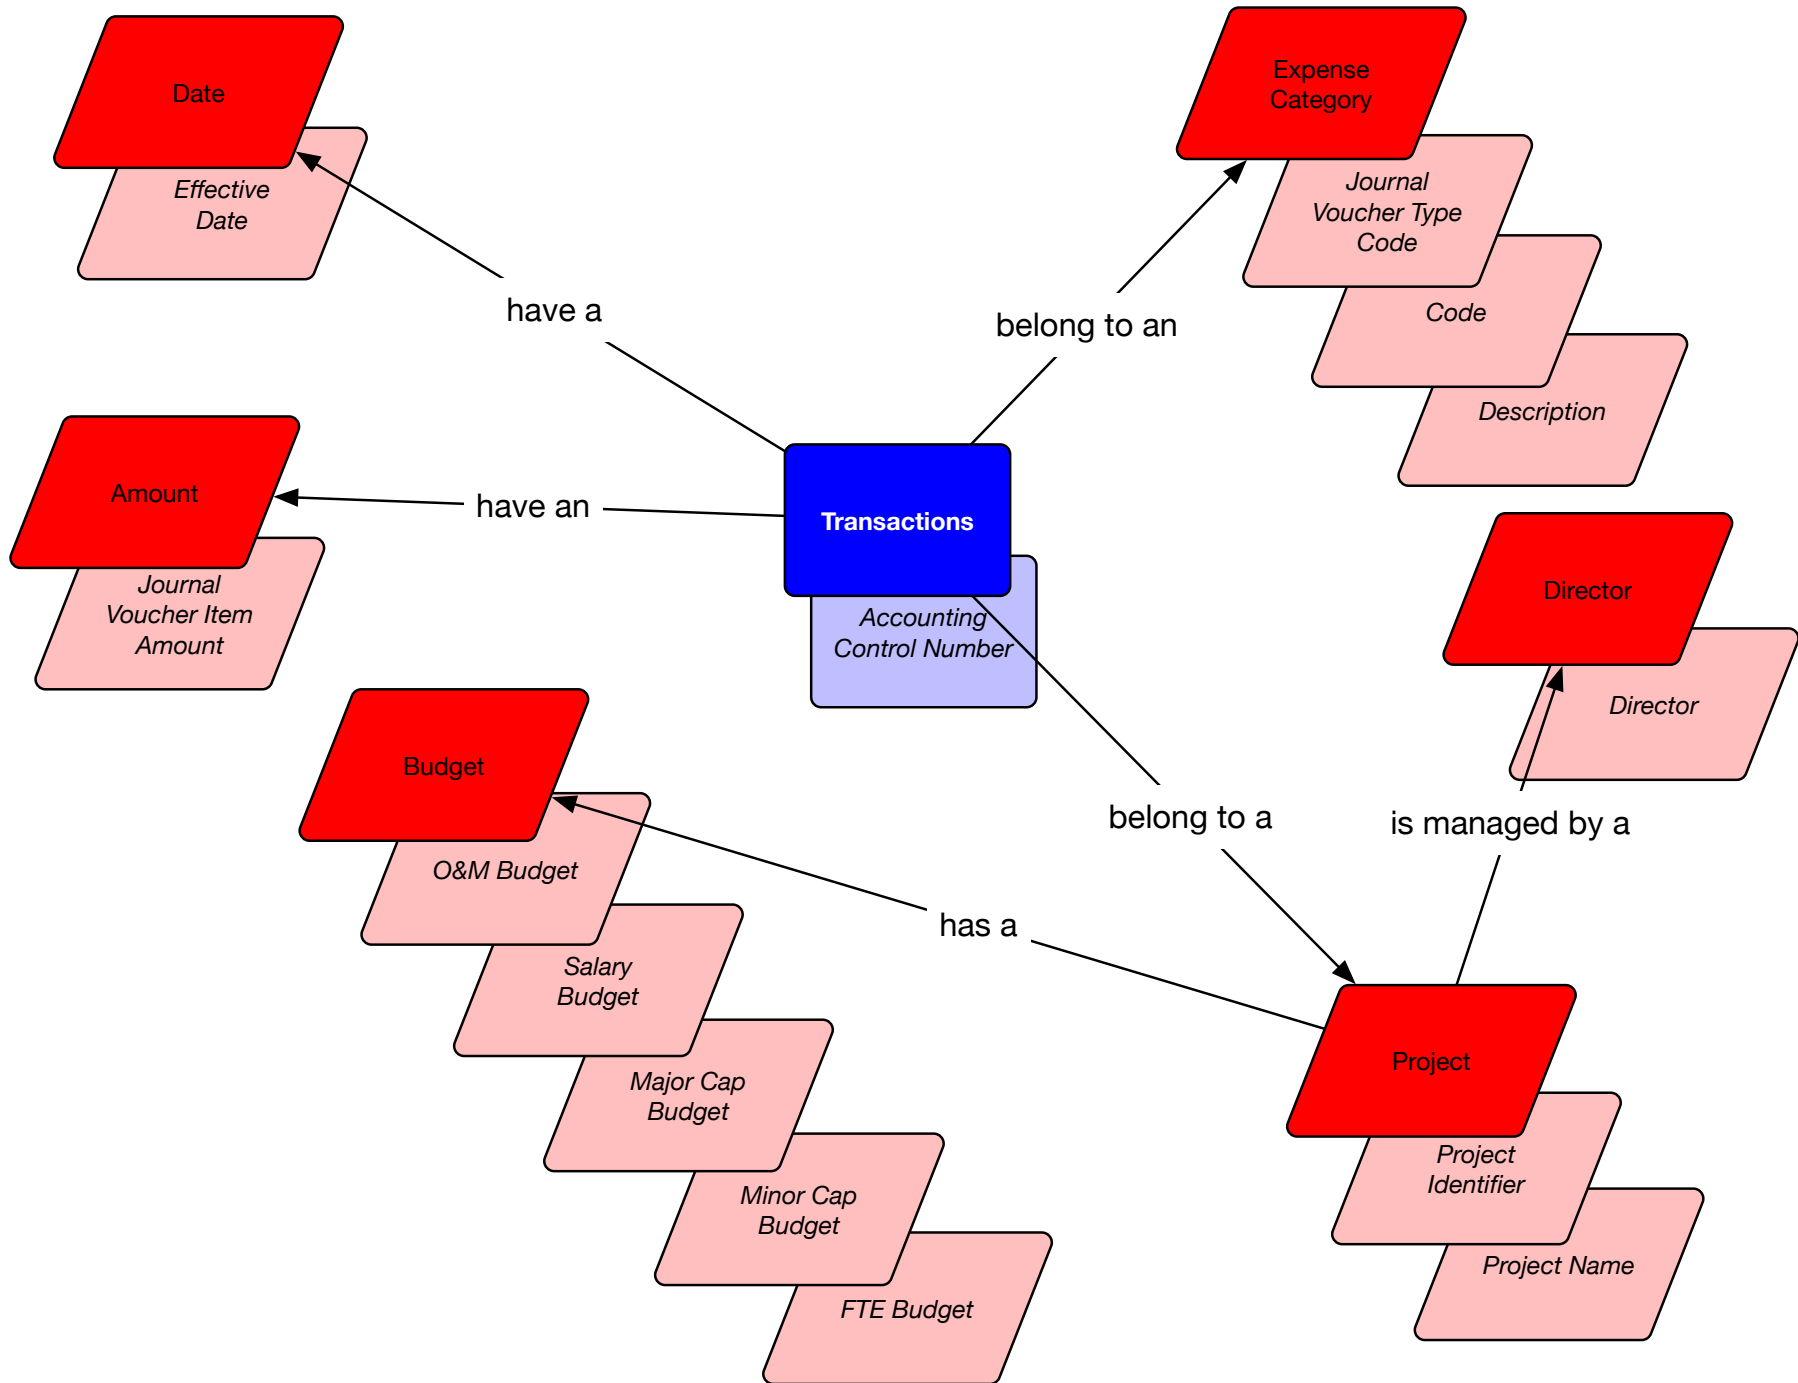 Date
Effective
Date
Expense
Category
Journal
Voucher Type
Code
Code
Description
have a
belong to an
Amount
Journal
Voucher Item
Amount
have an
Transactions
Accounting
Control Number
Director
Director
Budget
O&M Budget
Salary
Budget
Major Cap
Budget
Minor Cap
Budget
FTE Budget
belong to a
is managed by a
has a
Project
Project
Identifier
Project Name